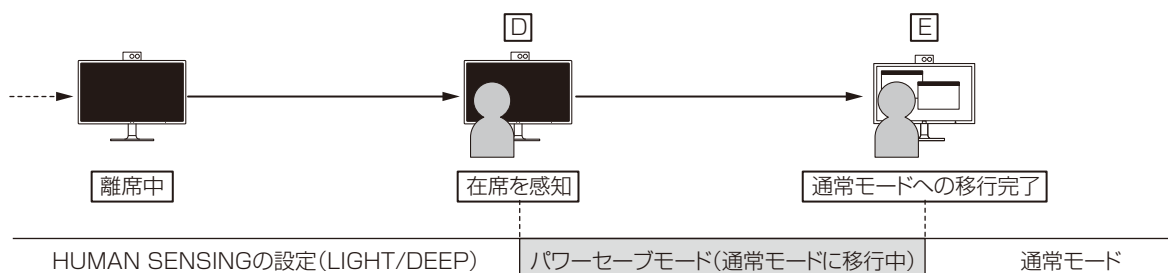 D
E
離席中
在席を感知
通常モードへの移行完了
HUMAN SENSINGの設定(LIGHT/DEEP)
パワーセーブモード(通常モードに移行中)
通常モード